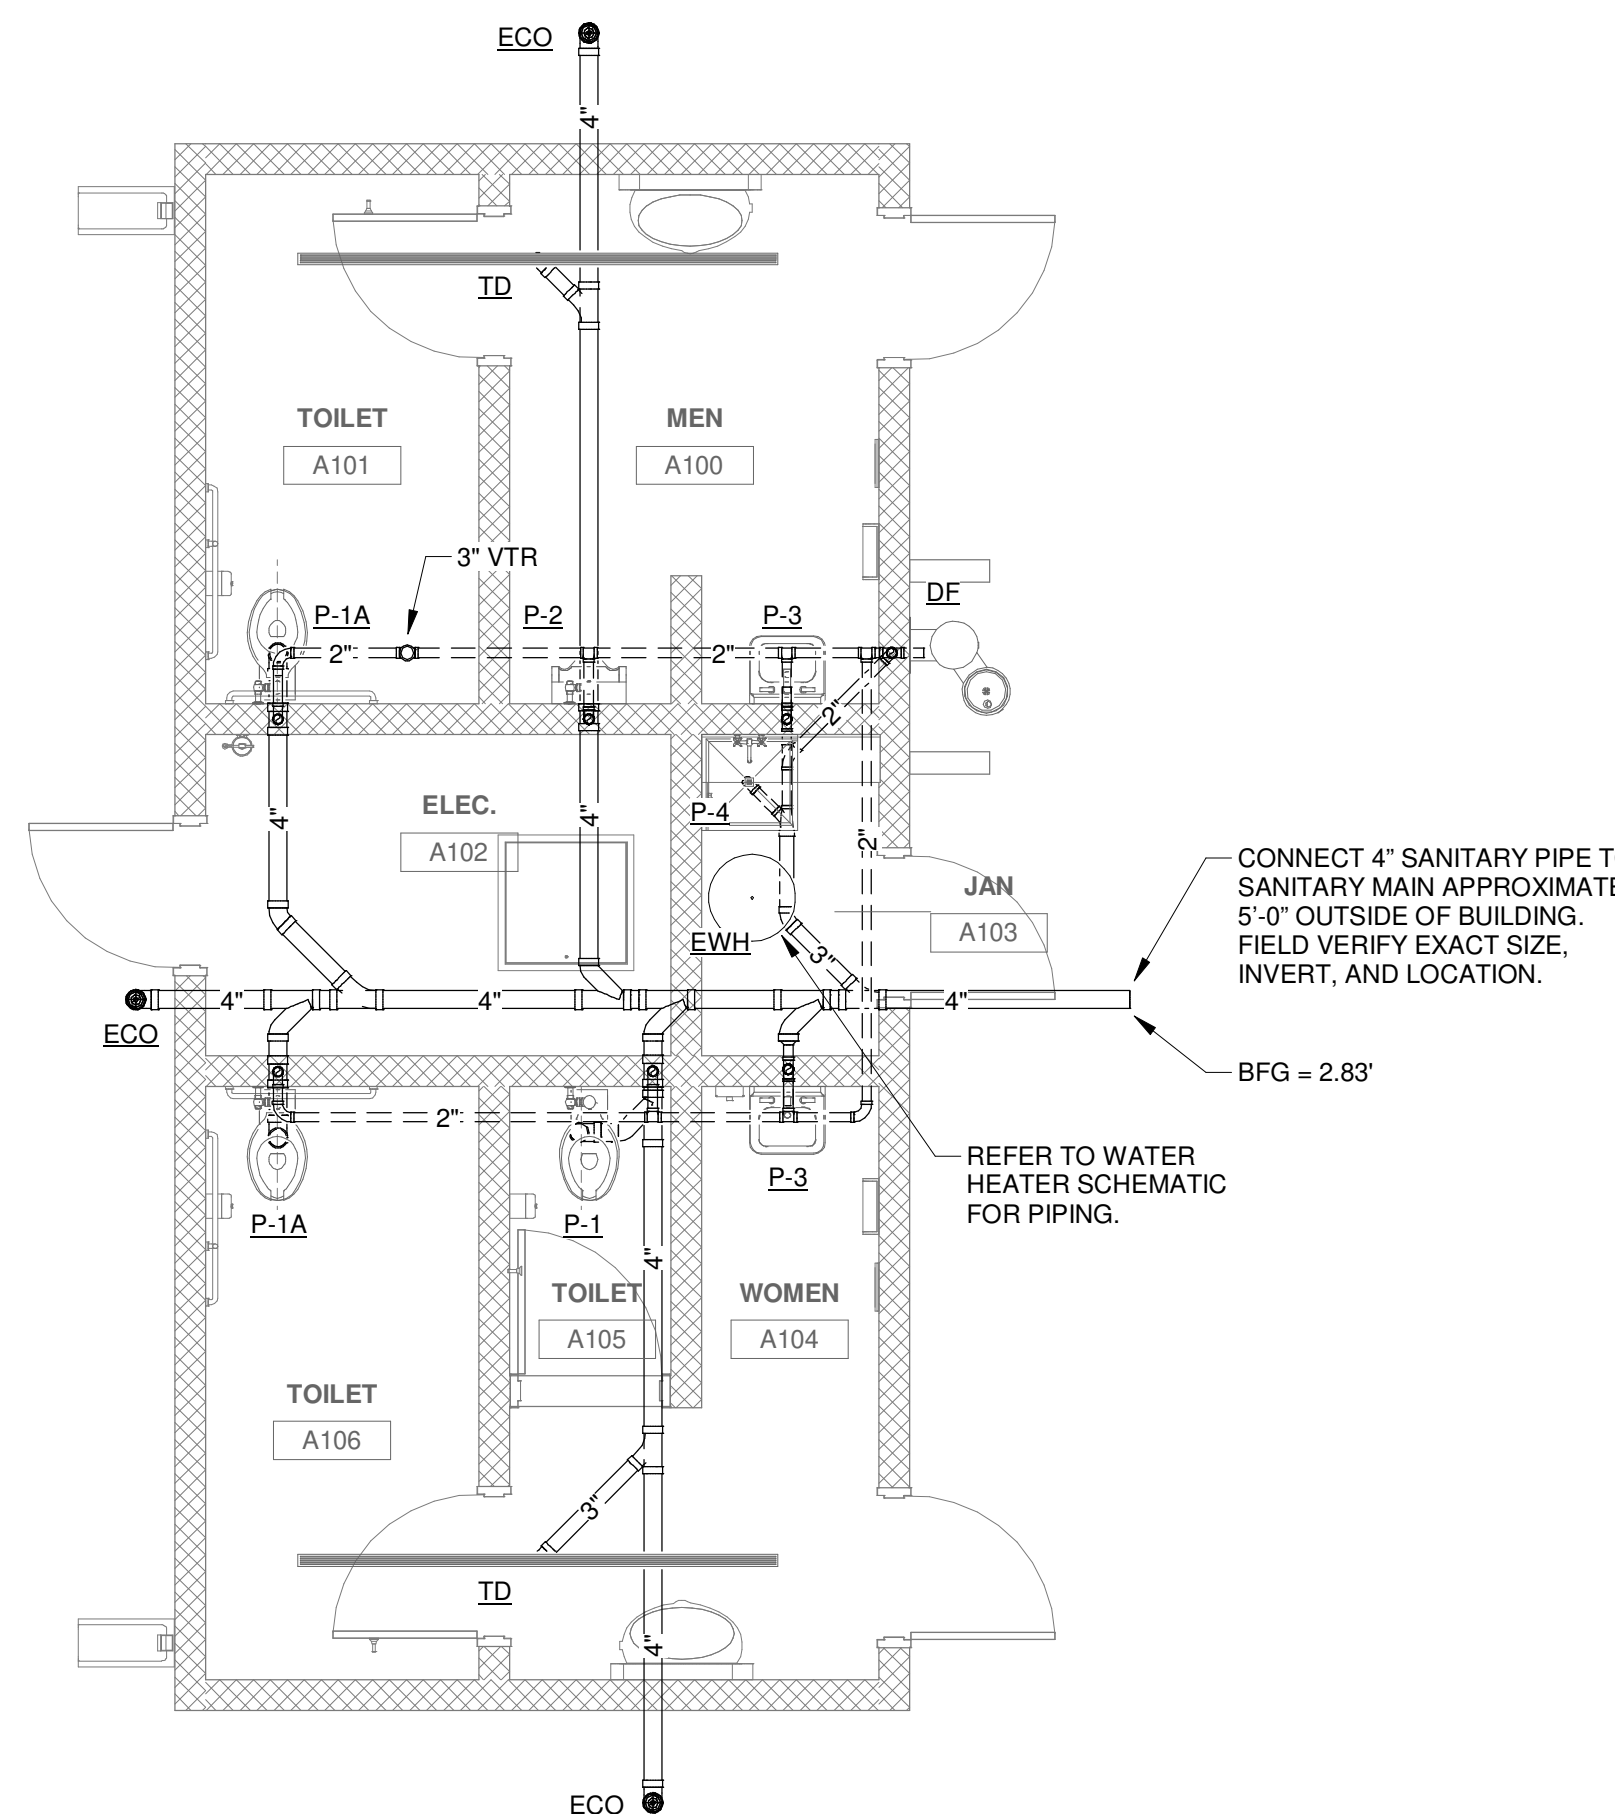 ECO
4"
TD
TOILET
A101
MEN
A100
3" VTR
P-1A
P-2
P-3
DF
2"
2"
2"
4"
ELEC.
A102
4"
P-4
2"
EWH
JAN
A103
3"
CONNECT 4” SANITARY PIPE
SANITARY MAIN
5’-0” OUTSIDE OF BUILDING.
FIELD VERIFY EXACT SIZE,
INVERT, AND LOCATION.
4"
4"
4"
ECO
BFG = 2.83'
2"
REFER TO WATER
HEATER SCHEMATIC
FOR PIPING.
P-3
P-1A
P-1
4"
TOILET
A105
WOMEN
A104
TOILET
A106
3"
TD
4"
ECO